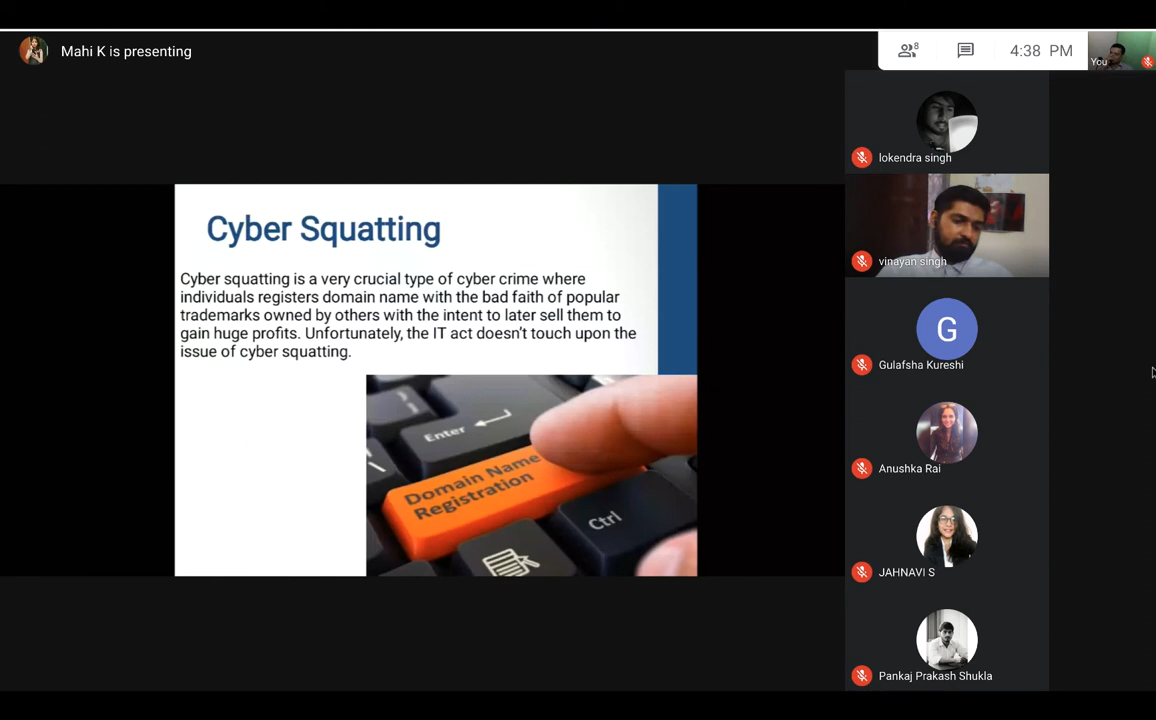 Mahi K is presenting
8
4:38 PM
You
lokendra singh
vinayan singh
G
Gulafsha Kureshi
Anushka Rai
JAHNAVI S
Pankaj Prakash Shukla
Cyber Squatting
Cyber squatting is a very crucial type of cyber crime where
individuals registers domain name with the bad faith of popular
trademarks owned by others with the intent to later sell them to
gain huge profits. Unfortunately, the IT act doesn't touch upon the
issue of cyber squatting.
Enter
Domain Name
Registration
Ctrl